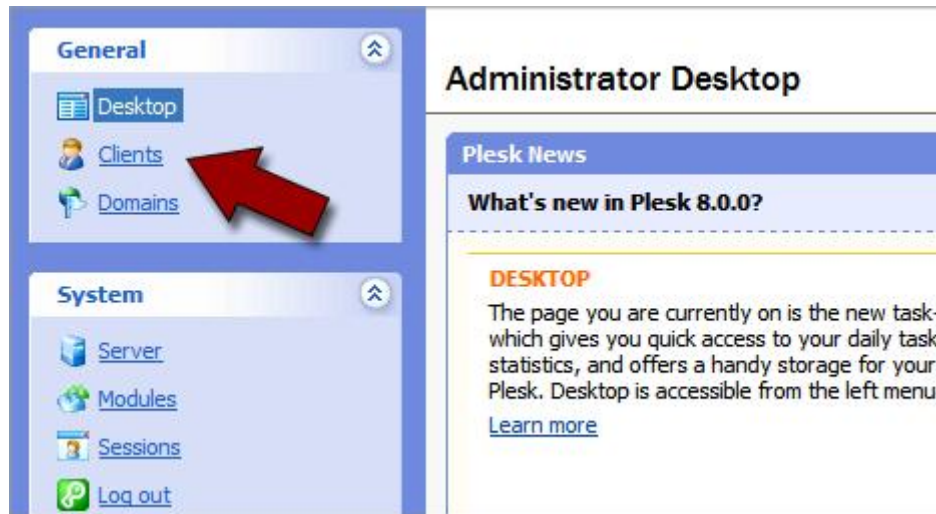 General
Desktop
Clients
Domains
System
Server
Modules
Sessions
Log out
Administrator Desktop
Plesk News
What's new in Plesk 8.0.0?
DESKTOP
The page you are currently on is the new task-
which gives you quick access to your daily task
statistics, and offers a handy storage for your
Plesk. Desktop is accessible from the left menu
Learn more